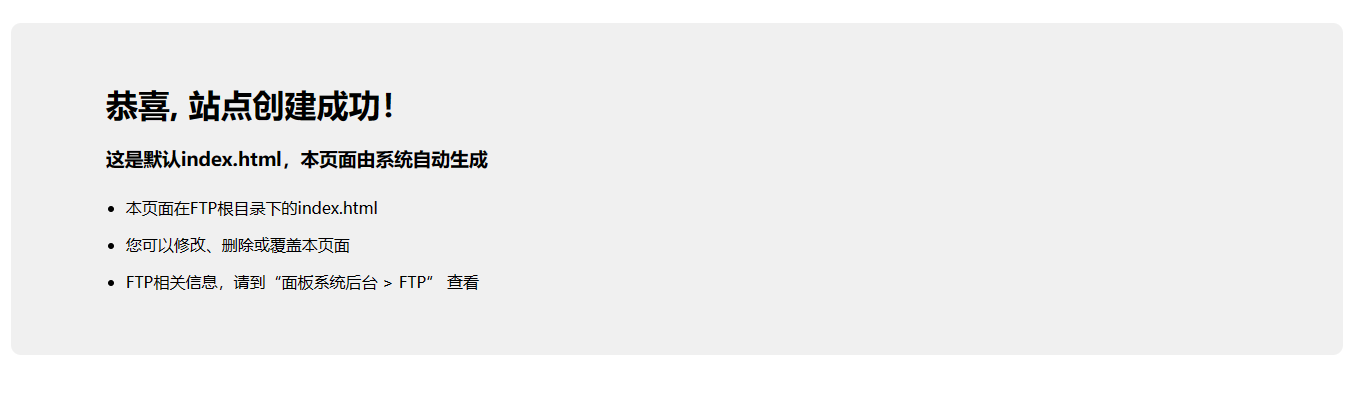 恭喜, 站点创建成功！
这是默认index.html，本页面由系统自动生成
本页面在FTP根目录下的index.html
您可以修改、删除或覆盖本页面
FTP相关信息，请到“面板系统后台 > FTP” 查看